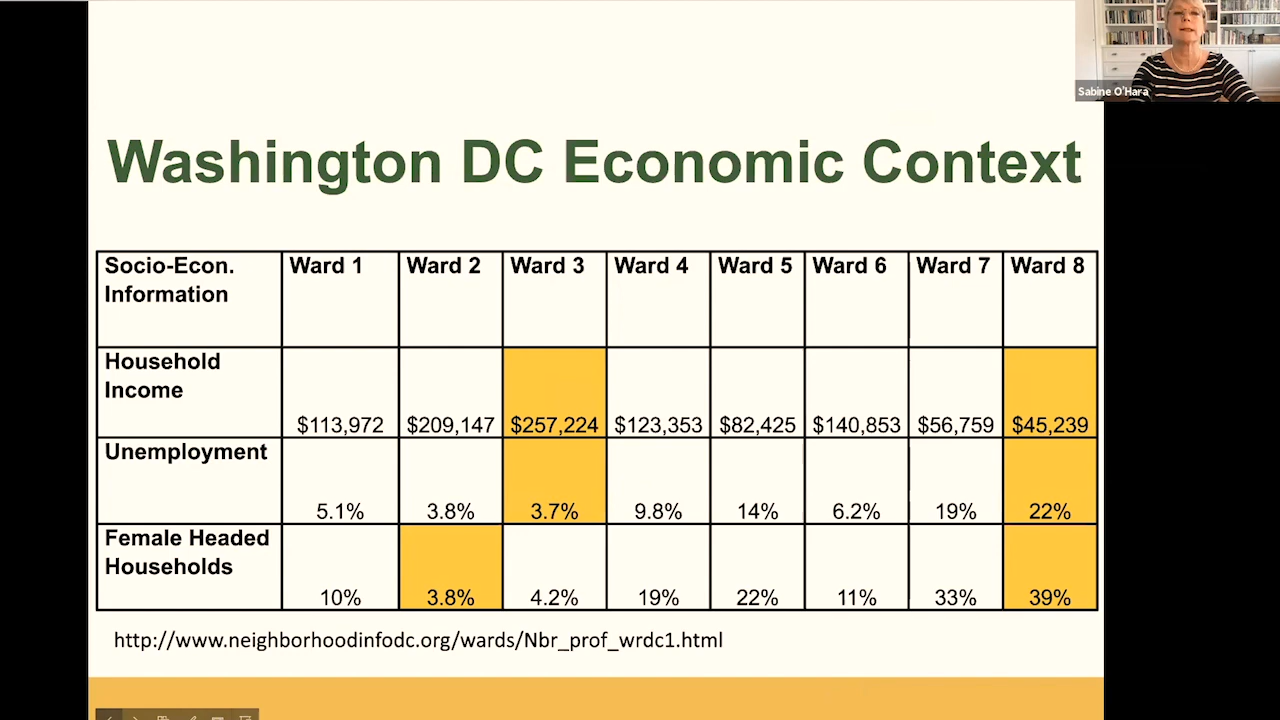 Sabine O'Hara
Washington DC Economic Context
Socio-Econ. Information Ward 1 Ward 2 Ward 3 Ward 4 Ward 5 Ward 6 Ward 7 Ward 8
Household Income $113,972 $209,147 $257,224 $123,353 $82,425 $140,853 $56,759 $45,239
Unemployment 5.1% 3.8% 3.7% 9.8% 14% 6.2% 19% 22%
Female Headed Households 10% 3.8% 4.2% 19% 22% 11% 33% 39%
http://www.neighborhoodinfodc.org/wards/Nbr_prof_wrdc1.html